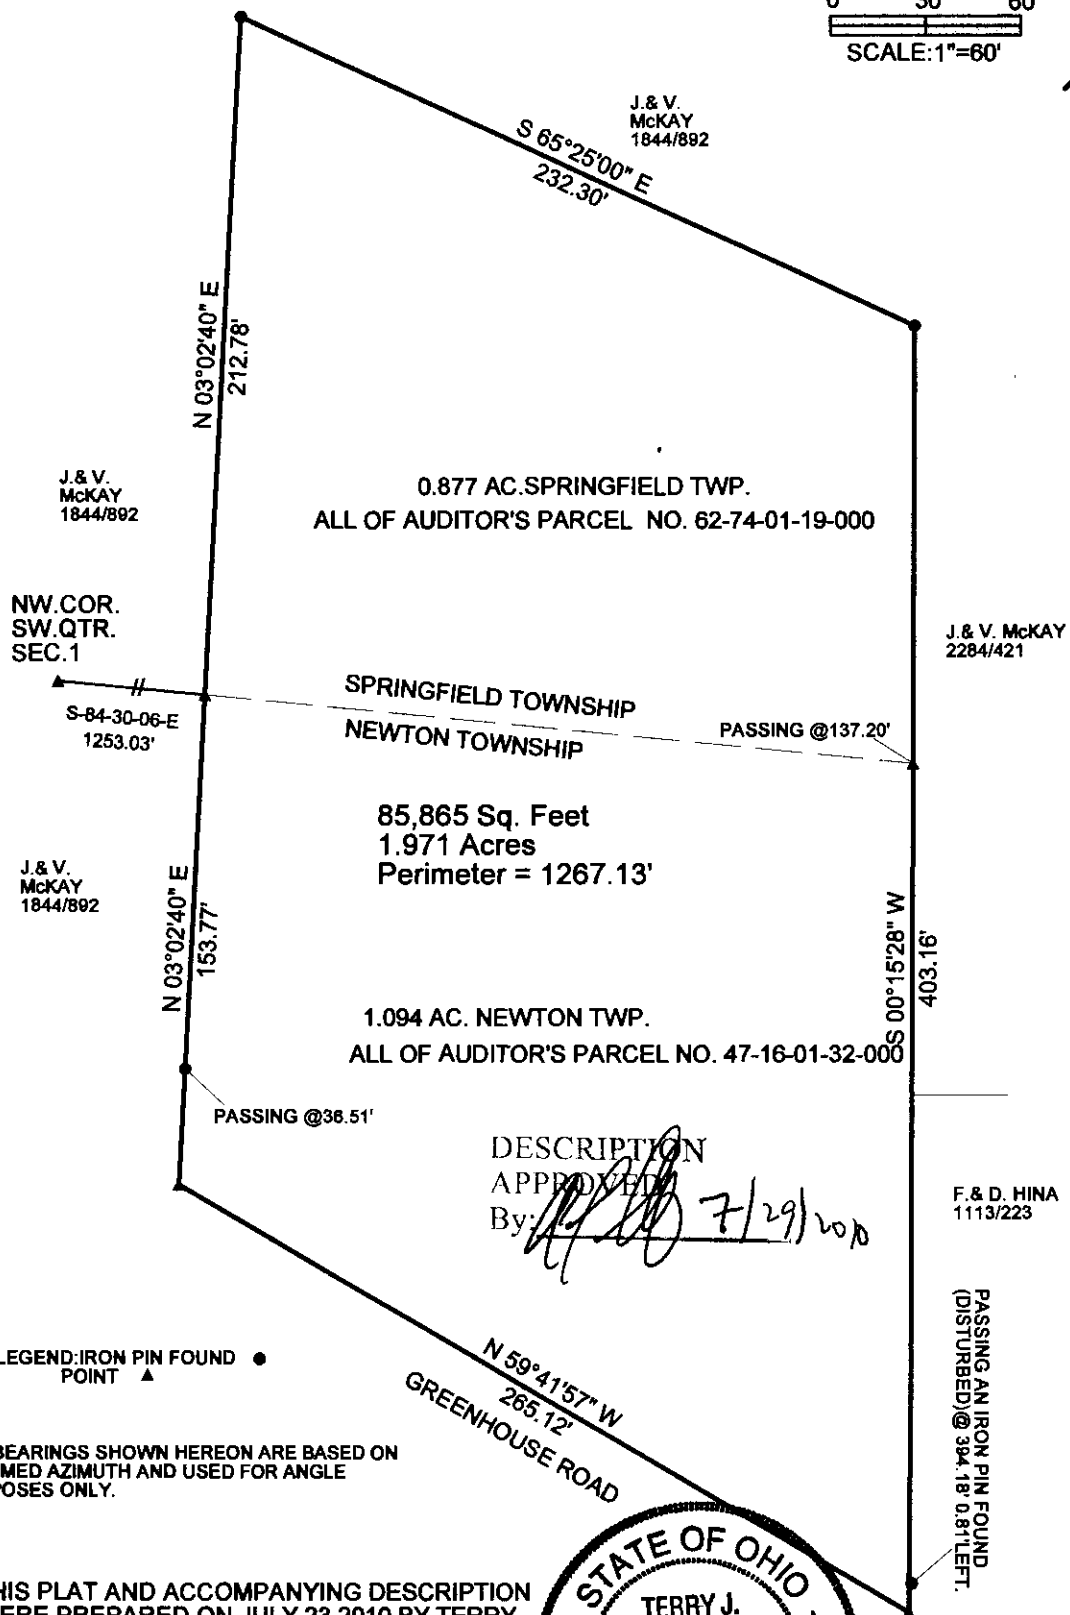 0 30 60
SCALE:1"=60'
J.& V.
McKAY
1844/892
S 65°25'00" E
232.30'
N 03°02'40" E
212.78'
0.877 AC.SPRINGFIELD TWP.
ALL OF AUDITOR'S PARCEL NO. 62-74-01-19-000
J.& V.
McKAY
1844/892
NW.COR.
SW.QTR.
SEC.1
J.& V. McKAY
2284/421
S-84-30-06-E
1253.03'
SPRINGFIELD TOWNSHIP
NEWTON TOWNSHIP
PASSING @137.20'
85,865 Sq. Feet
1.971 Acres
Perimeter = 1267.13'
J.& V.
McKAY
1844/892
N 03°02'40" E
153.77'
S 00°15'28" W
403.16'
1.094 AC. NEWTON TWP.
ALL OF AUDITOR'S PARCEL NO. 47-16-01-32-000
PASSING @36.51'
DESCRIPTION
APPROVED
By: 7/29/2010
F.& D. HINA
1113/223
PASSING AN IRON PIN FOUND
(DISTURBED)@ 394.18' 0.81'LEFT.
LEGEND:IRON PIN FOUND ●
POINT ▲
N 59°41'57" W
265.12'
GREENHOUSE ROAD
BEARINGS SHOWN HEREON ARE BASED ON
MED AZIMUTH AND USED FOR ANGLE
POSES ONLY.
HIS PLAT AND ACCOMPANYING DESCRIPTION
ERE PREPARED ON JULY 23,2010 BY TERRY
STATE OF OHIO
TERRY J.